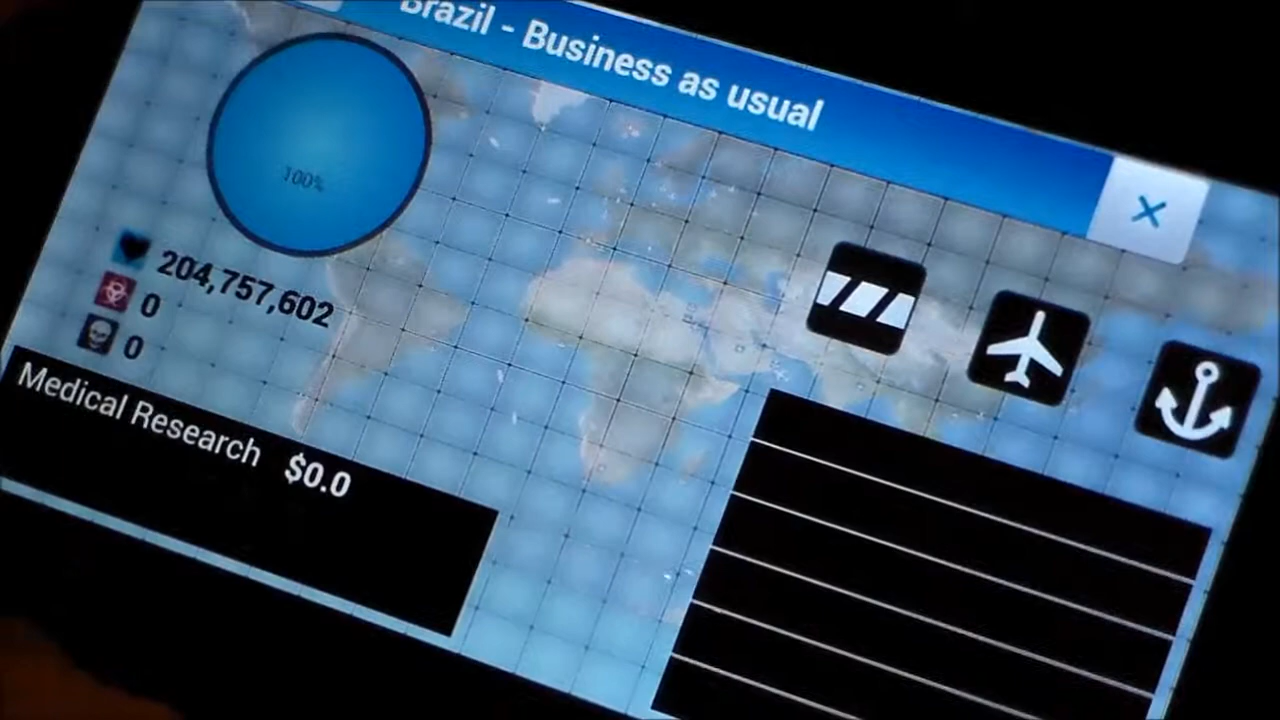 Brazil - Business as usual
100%
204,757,602
0
0
Medical Research $0.0